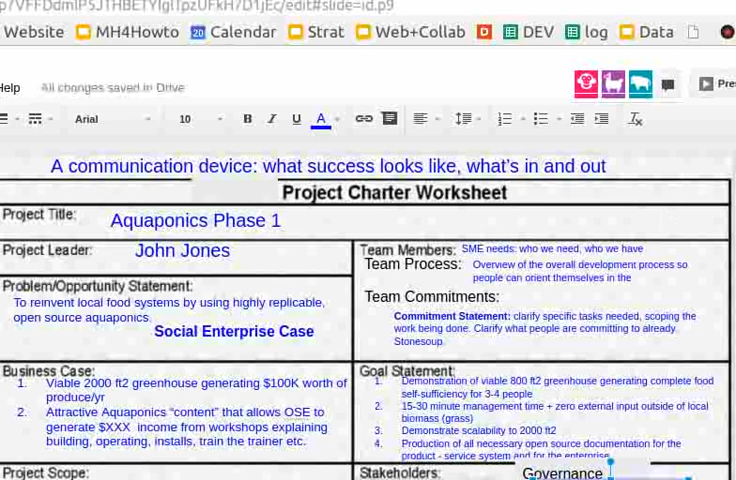 p7VFFDdmIP5JTHBETYIgITpzUFkH7D1jEc/edit#slide=id.p9
Website MH4Howto 20 Calendar Strat Web+Collab D DEV log Data
Help All changes saved in Drive
Pre
Arial 10 B I U A
A communication device: what success looks like, what's in and out
Project Charter Worksheet
Project Title: Aquaponics Phase 1
Project Leader: John Jones
Problem/Opportunity Statement:
To reinvent local food systems by using highly replicable,
open source aquaponics.
Social Enterprise Case
Team Members: SME needs: who we need, who we have
Team Process: Overview of the overall development process so
people can orient themselves in the
Team Commitments:
Commitment Statement: clarify specific tasks needed, scoping the
work being done. Clarify what people are committing to already.
Stonesoup.
Business Case:
1. Viable 2000 ft2 greenhouse generating $100K worth of
produce/yr
2. Attractive Aquaponics “content” that allows OSE to
generate $XXX income from workshops explaining
building, operating, installs, train the trainer etc.
Goal Statement:
1. Demonstration of viable 800 ft2 greenhouse generating complete food
self-sufficiency for 3-4 people
2. 15-30 minute management time + zero external input outside of local
biomass (grass)
3. Demonstrate scalability to 2000 ft2
4. Production of all necessary open source documentation for the
product - service system and for the enterprise
Project Scope:
Stakeholders: Governance